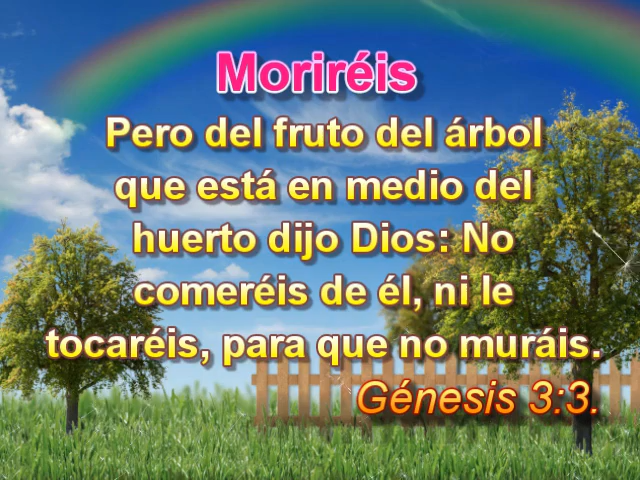 Moriréis
Pero del fruto del árbol
que está en medio del
huerto dijo Dios: No
comeréis de él, ni le
tocaréis, para que no muráis.
Génesis 3:3.